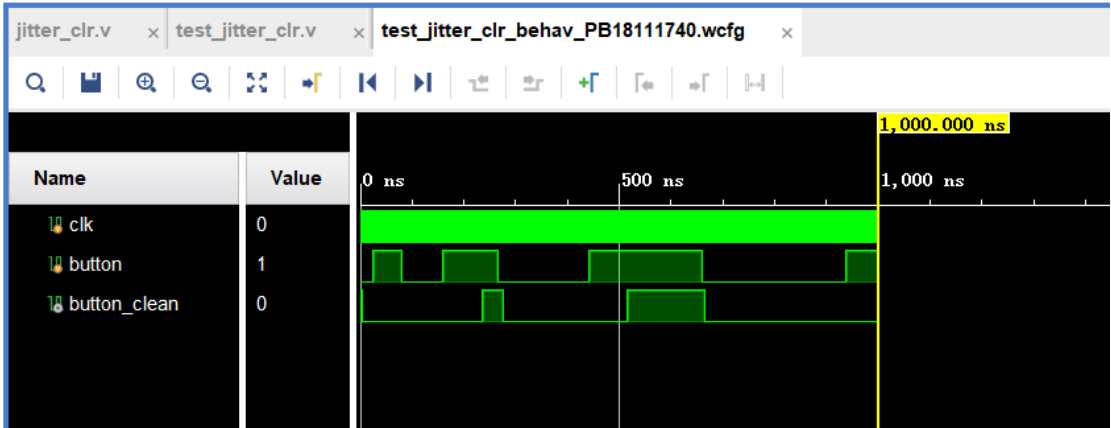 jitter_clr.v × test_jitter_clr.v × test_jitter_clr_behav_PB18111740.wcfg ×
1,000.000 ns
Name Value 0 ns 500 ns 1,000 ns
clk 0
button 1
button_clean 0